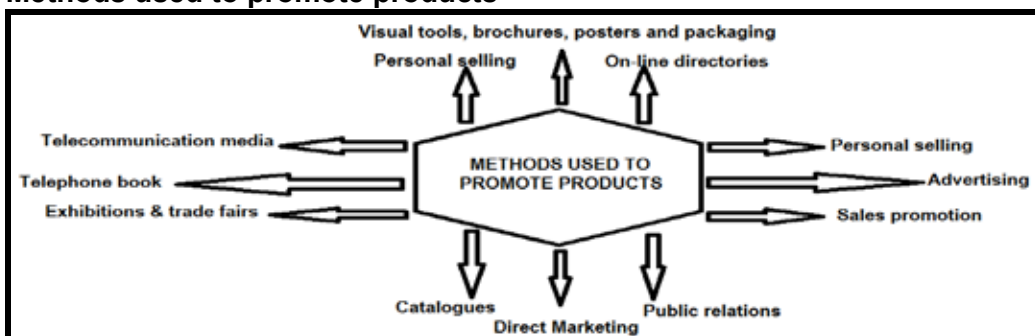 Methods used to promote products
Visual tools, brochures, posters and packaging
Personal selling
On-line directories
Telecommunication media
METHODS USED TO
PROMOTE PRODUCTS
Personal selling
Telephone book
Advertising
Exhibitions & trade fairs
Sales promotion
Catalogues
Public relations
Direct Marketing